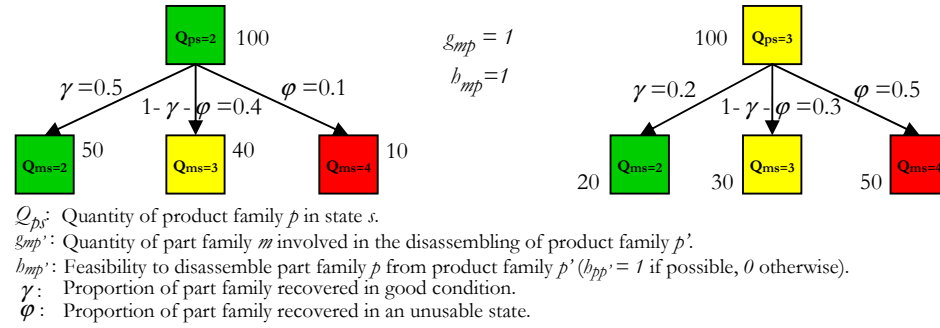 Qps=2 100
g mp = 1
h mp =1
100 Qps=3
γ =0.5
1- γ - φ =0.4
φ =0.1
γ =0.2
1- γ - φ =0.3
φ =0.5
Qms=2 50
Qms=3 40
Qms=4 10
20 Qms=2
30 Qms=3
50 Qms=4
Qps: Quantity of product family p in state s.
gmp' : Quantity of part family m involved in the disassembling of product family p'.
hmp' : Feasibility to disassemble part family p from product family p' (hpp' = 1 if possible, 0 otherwise).
γ : Proportion of part family recovered in good condition.
φ : Proportion of part family recovered in an unusable state.